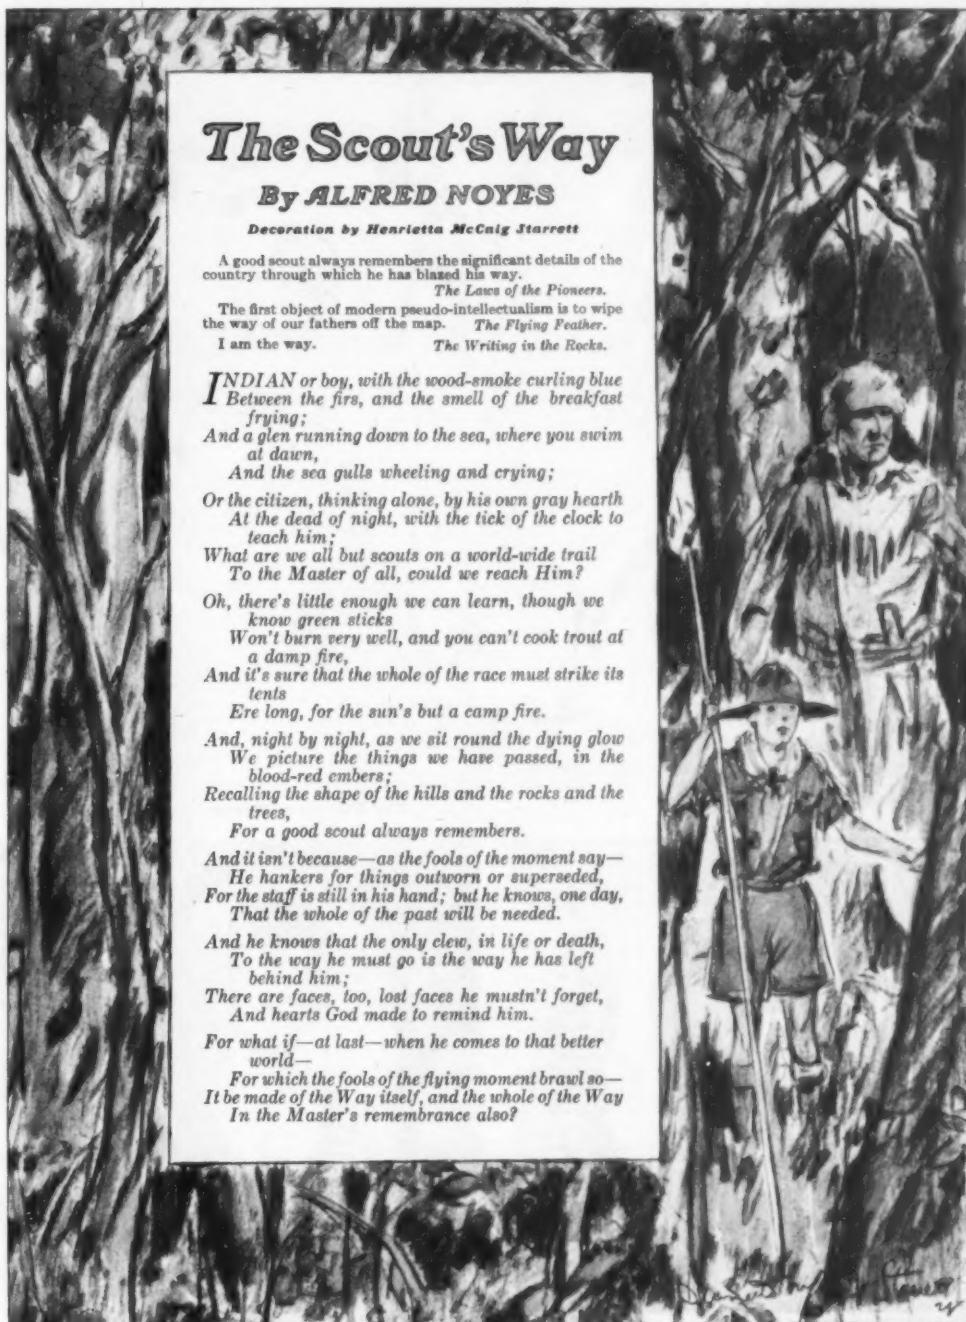 The Scout's Way
By ALFRED NOYES
Decoration by Henrietta McCaig Starrett
A good scout always remembers the significant details of the
country through which he has blazed his way.
The Laws of the Pioneers.
The first object of modern pseudo-intellectualism is to wipe
the way of our fathers off the map. The Flying Feather.
I am the way. The Writing in the Rocks.
INDIAN or boy, with the wood-smoke curling blue
Between the firs, and the smell of the breakfast
frying;
And a glen running down to the sea, where you swim
at dawn,
And the sea gulls wheeling and crying;
Or the citizen, thinking alone, by his own gray hearth
At the dead of night, with the tick of the clock to
teach him;
What are we all but scouts on a world-wide trail
To the Master of all, could we reach Him?
Oh, there's little enough we can learn, though we
know green sticks
Won't burn very well, and you can't cook trout at
a damp fire,
And it's sure that the whole of the race must strike its
tents
Ere long, for the sun's but a camp fire.
And, night by night, as we sit round the dying glow
We picture the things we have passed, in the
blood-red embers;
Recalling the shape of the hills and the rocks and the
trees,
For a good scout always remembers.
And it isn't because—as the fools of the moment say—
He hankers for things outworn or superseded,
For the staff is still in his hand; but he knows, one day,
That the whole of the past will be needed.
And he knows that the only clew, in life or death,
To the way he must go is the way he has left
behind him;
There are faces, too, lost faces he mustn't forget,
And hearts God made to remind him.
For what if—at last—when he comes to that better
world—
For which the fools of the flying moment brawl so—
It be made of the Way itself, and the whole of the Way
In the Master's remembrance also?